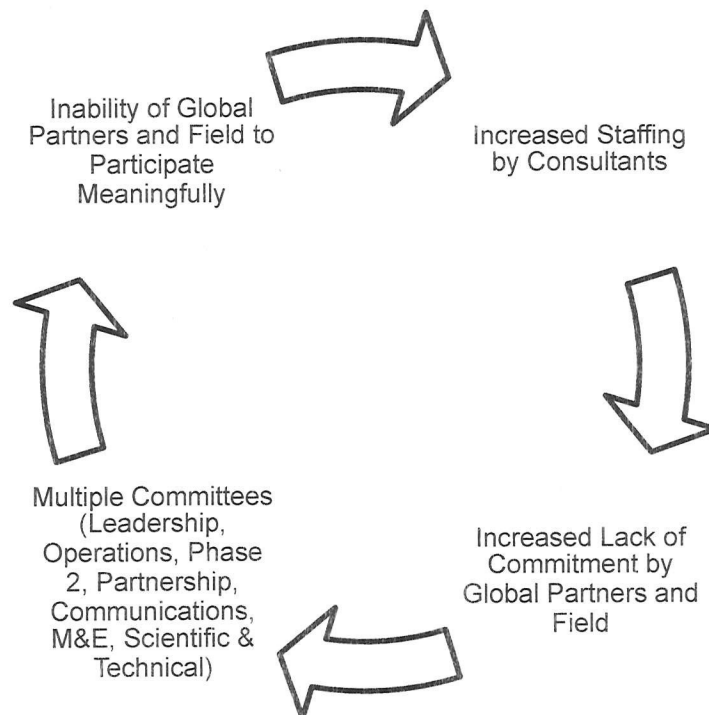 Inability of Global
Partners and Field to
Participate
Meaningfully
Increased Staffing
by Consultants
Increased Lack of
Commitment by
Global Partners and
Field
Multiple Committees
(Leadership,
Operations, Phase
2, Partnership,
Communications,
M&E, Scientific &
Technical)